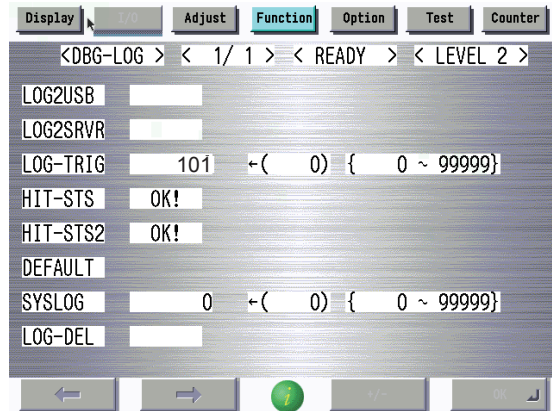 Display I/O Adjust Function Option Test Counter
<DBG-LOG > < 1/ 1 > < READY > < LEVEL 2 >
LOG2USB
LOG2SRVR
LOG-TRIG 101 ←( 0) { 0 ~ 99999}
HIT-STS OK!
HIT-STS2 OK!
DEFAULT
SYSLOG 0 ←( 0) { 0 ~ 99999}
LOG-DEL
← → i +/- OK ↵